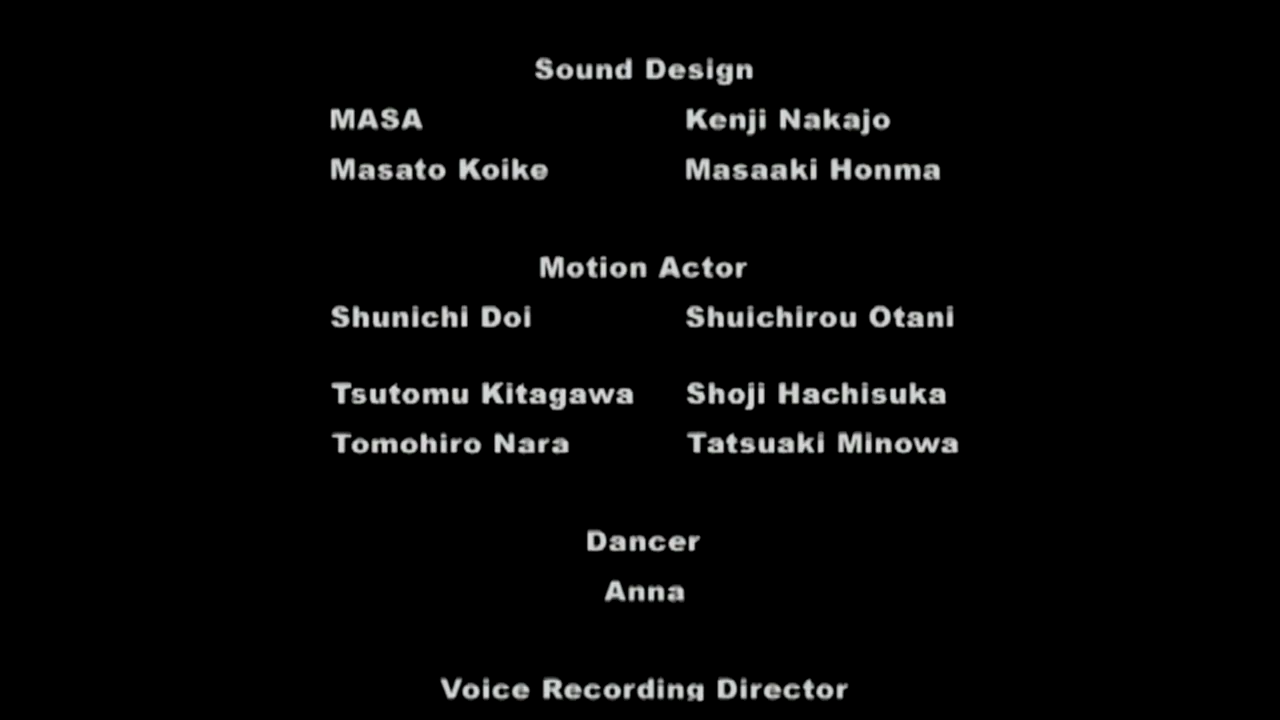 Sound Design
MASA Kenji Nakajo
Masato Koike Masaaki Honma
Motion Actor
Shunichi Doi Shuichirou Otani
Tsutomu Kitagawa Shoji Hachisuka
Tomohiro Nara Tatsuaki Minowa
Dancer
Anna
Voice Recording Director